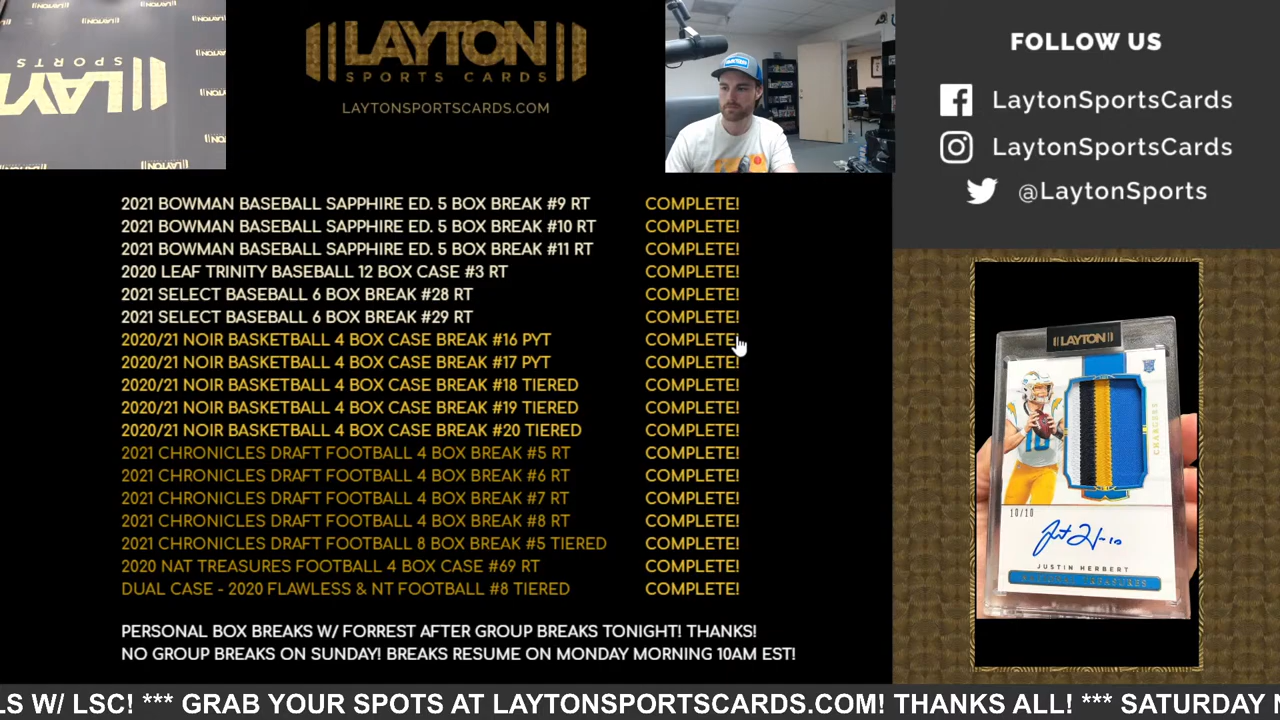 LAYTON
SPORTS CARDS
LAYTONSPORTSCARDS.COM
FOLLOW US
LaytonSportsCards
LaytonSportsCards
@LaytonSports
2021 BOWMAN BASEBALL SAPPHIRE ED. 5 BOX BREAK #9 RT COMPLETE!
2021 BOWMAN BASEBALL SAPPHIRE ED. 5 BOX BREAK #10 RT COMPLETE!
2021 BOWMAN BASEBALL SAPPHIRE ED. 5 BOX BREAK #11 RT COMPLETE!
2020 LEAF TRINITY BASEBALL 12 BOX CASE #3 RT COMPLETE!
2021 SELECT BASEBALL 6 BOX BREAK #28 RT COMPLETE!
2021 SELECT BASEBALL 6 BOX BREAK #29 RT COMPLETE!
2020/21 NOIR BASKETBALL 4 BOX CASE BREAK #16 PYT COMPLETE!
2020/21 NOIR BASKETBALL 4 BOX CASE BREAK #17 PYT COMPLETE!
2020/21 NOIR BASKETBALL 4 BOX CASE BREAK #18 TIERED COMPLETE!
2020/21 NOIR BASKETBALL 4 BOX CASE BREAK #19 TIERED COMPLETE!
2020/21 NOIR BASKETBALL 4 BOX CASE BREAK #20 TIERED COMPLETE!
2021 CHRONICLES DRAFT FOOTBALL 4 BOX BREAK #5 RT COMPLETE!
2021 CHRONICLES DRAFT FOOTBALL 4 BOX BREAK #6 RT COMPLETE!
2021 CHRONICLES DRAFT FOOTBALL 4 BOX BREAK #7 RT COMPLETE!
2021 CHRONICLES DRAFT FOOTBALL 4 BOX BREAK #8 RT COMPLETE!
2021 CHRONICLES DRAFT FOOTBALL 8 BOX BREAK #5 TIERED COMPLETE!
2020 NAT TREASURES FOOTBALL 4 BOX CASE #69 RT COMPLETE!
DUAL CASE - 2020 FLAWLESS & NT FOOTBALL #8 TIERED COMPLETE!
PERSONAL BOX BREAKS W/ FORREST AFTER GROUP BREAKS TONIGHT! THANKS!
NO GROUP BREAKS ON SUNDAY! BREAKS RESUME ON MONDAY MORNING 10AM EST!
LAYTON
CHARGERS
10/10
JUSTIN HERBERT
NATIONAL TREASURES
LS W/ LSC! *** GRAB YOUR SPOTS AT LAYTONSPORTSCARDS.COM! THANKS ALL! *** SATURDAY
LAYTON
SPORTS